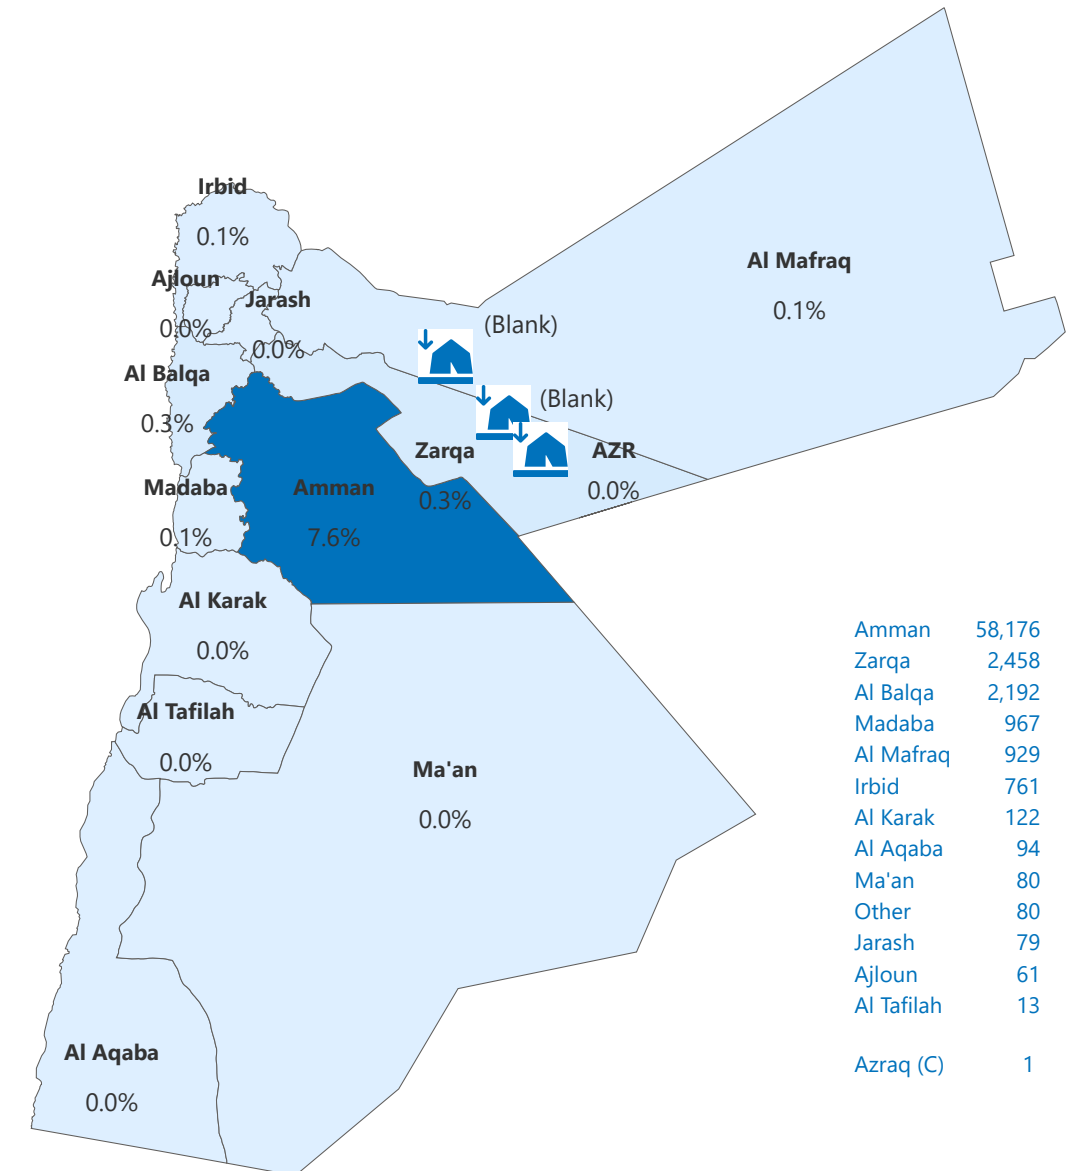 Irbid
0.1%
Al Mafraq
0.1%
Ajloun
0.0%
Jarash
0.0%
(Blank)
Al Balqa
0.3%
(Blank)
Zarqa
0.3%
AZR
0.0%
Madaba
0.1%
Amman
7.6%
Al Karak
0.0%
Al Tafilah
0.0%
Ma'an
0.0%
Al Aqaba
0.0%
Amman 58,176
Zarqa 2,458
Al Balqa 2,192
Madaba 967
Al Mafraq 929
Irbid 761
Al Karak 122
Al Aqaba 94
Ma'an 80
Other 80
Jarash 79
Ajloun 61
Al Tafilah 13
Azraq (C) 1